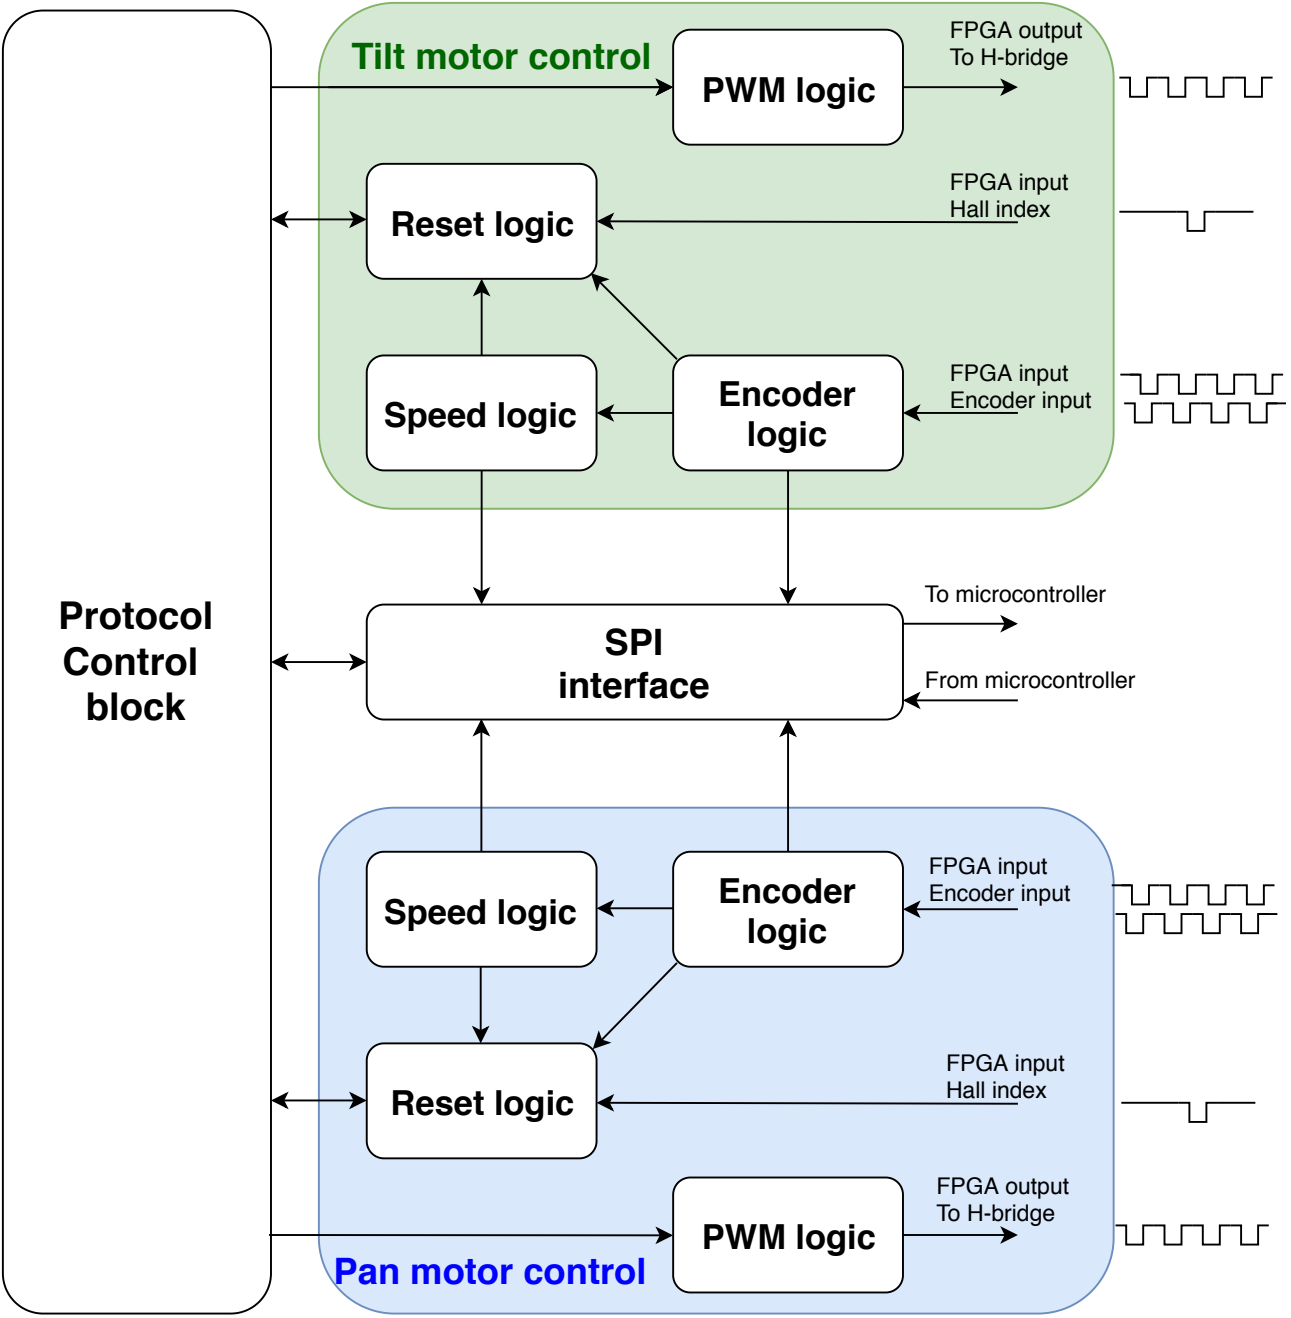 Tilt motor control
PWM logic
FPGA output
To H-bridge
Reset logic
FPGA input
Hall index
Speed logic
Encoder
logic
FPGA input
Encoder input
Protocol
Control
block
SPI
interface
To microcontroller
From microcontroller
Speed logic
Encoder
logic
FPGA input
Encoder input
Reset logic
FPGA input
Hall index
PWM logic
FPGA output
To H-bridge
Pan motor control